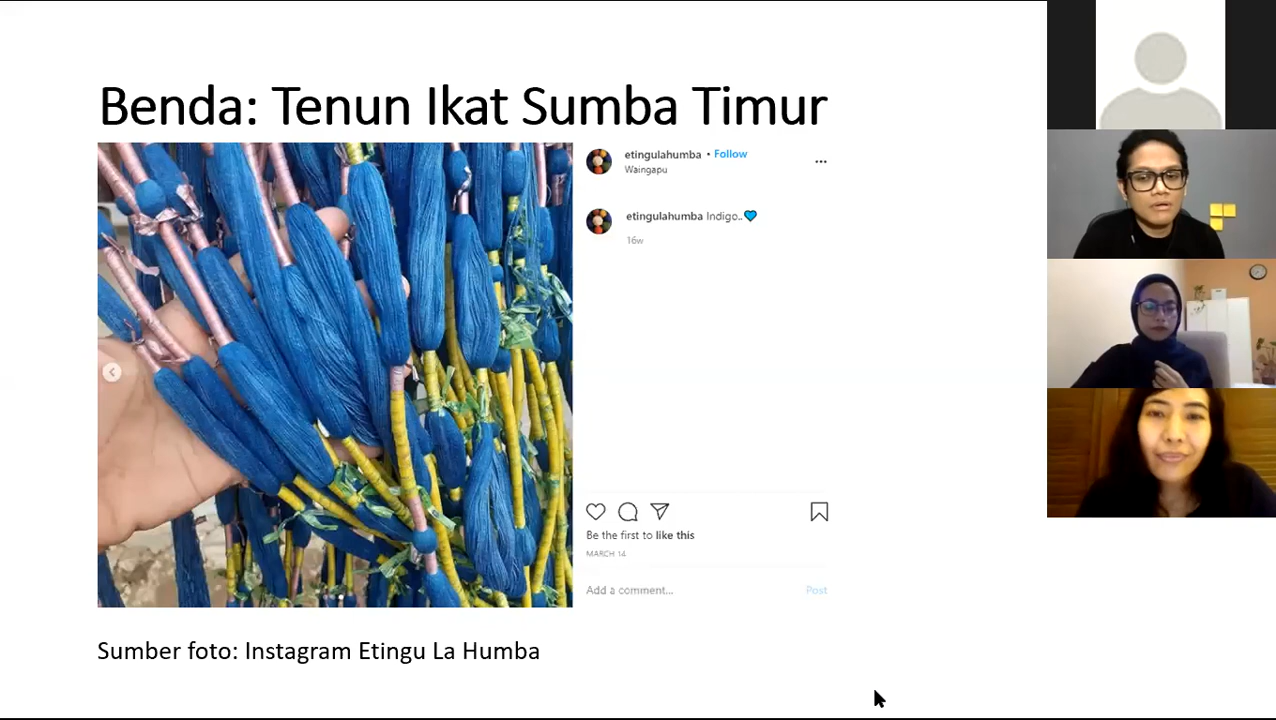 Benda: Tenun Ikat Sumba Timur
etingulahumba • Follow
Waingapu
etingulahumba Indigo..💙
16w
Be the first to like this
MARCH 14
Add a comment...
Post
Sumber foto: Instagram Etingu La Humba